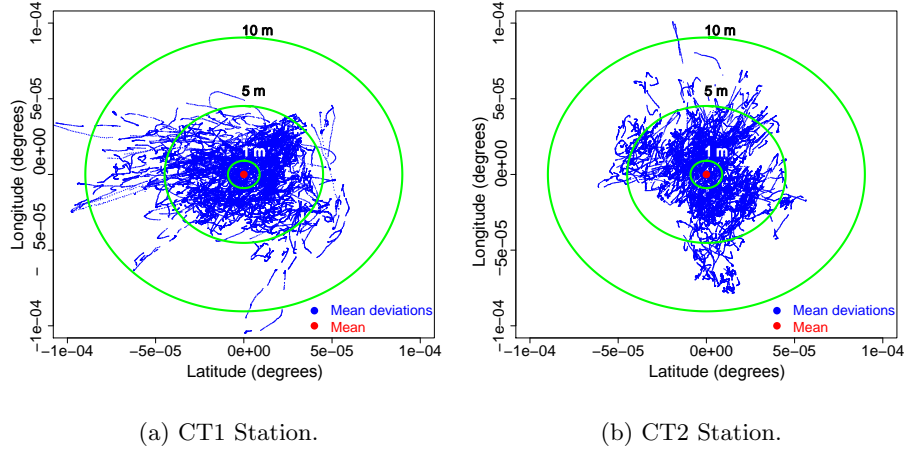 10 m
5 m
1 m
Mean deviations
Mean
Longitud (degrees)
1e−04
5e−05
0e+00
−5e−05
−1e−04
−1e−04
−5e−05
0e+00
5e−05
1e−04
Latitude (degrees)
(a) CT1 Station.
10 m
5 m
1 m
Mean deviations
Mean
Longitude (degrees)
1e−04
5e−05
0e+00
−5e−05
−1e−04
−1e−04
−5e−05
0e+00
5e−05
1e−04
Latitude (degrees)
(b) CT2 Station.